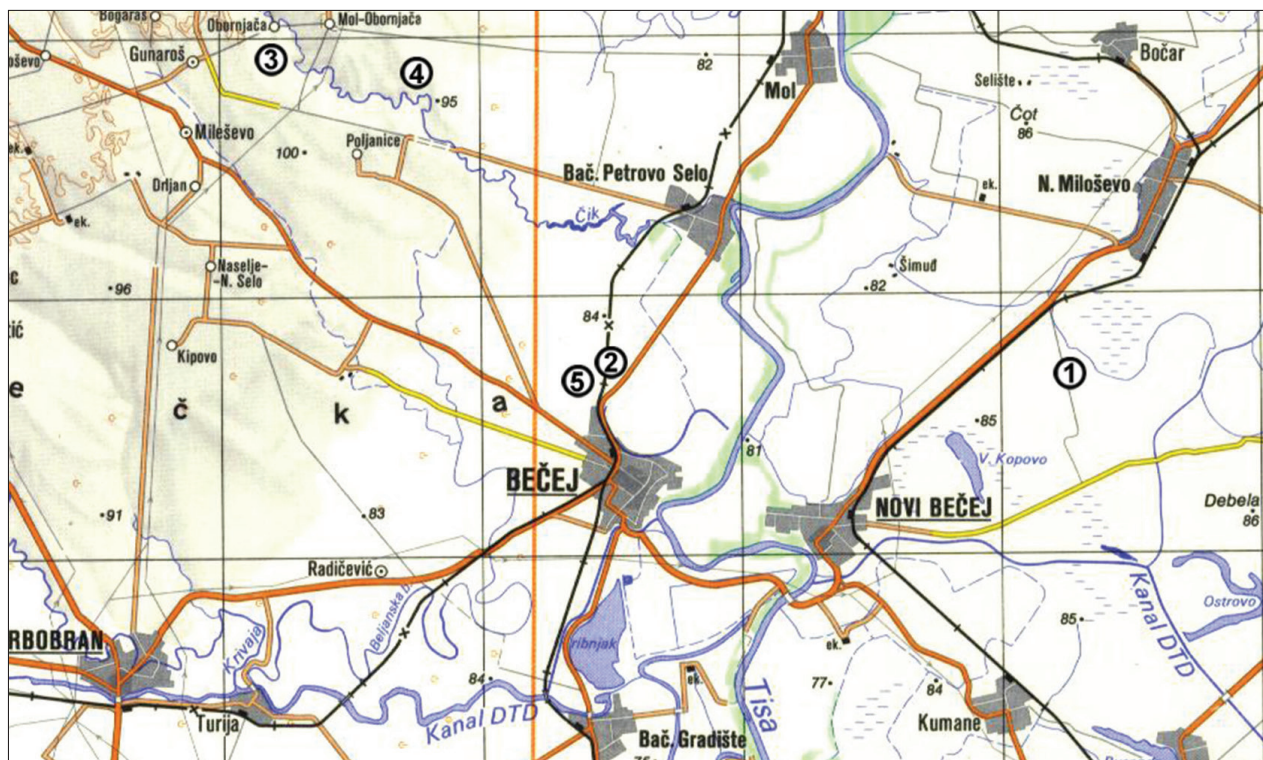 Bogaraš
Obornjača
Mol-Obornjača
Gunaroš
③
④
95
82
Mol
Bočar
Selište
Čot
86
oševo
Mileševo
100
Poljanice
Bač. Petrovo Selo
ek.
N. Miloševo
ek.
Drljan
ek.
Čik
Šimuđ
82
Naselje-
-N. Selo
96
84
Kipovo
②
⑤
①
e
č
k
a
85
V. Kopovo
81
BEČEJ
NOVI BEČEJ
Debela
86
91
83
Radičević
Beljanska b.
Krivaja
RBOBRAN
Turija
84
Kanal DTD
Ribnjak
ek.
Bač. Gradište
Tisa
ek.
77
84
85
Kumane
Kanal DTD
Ostrovo